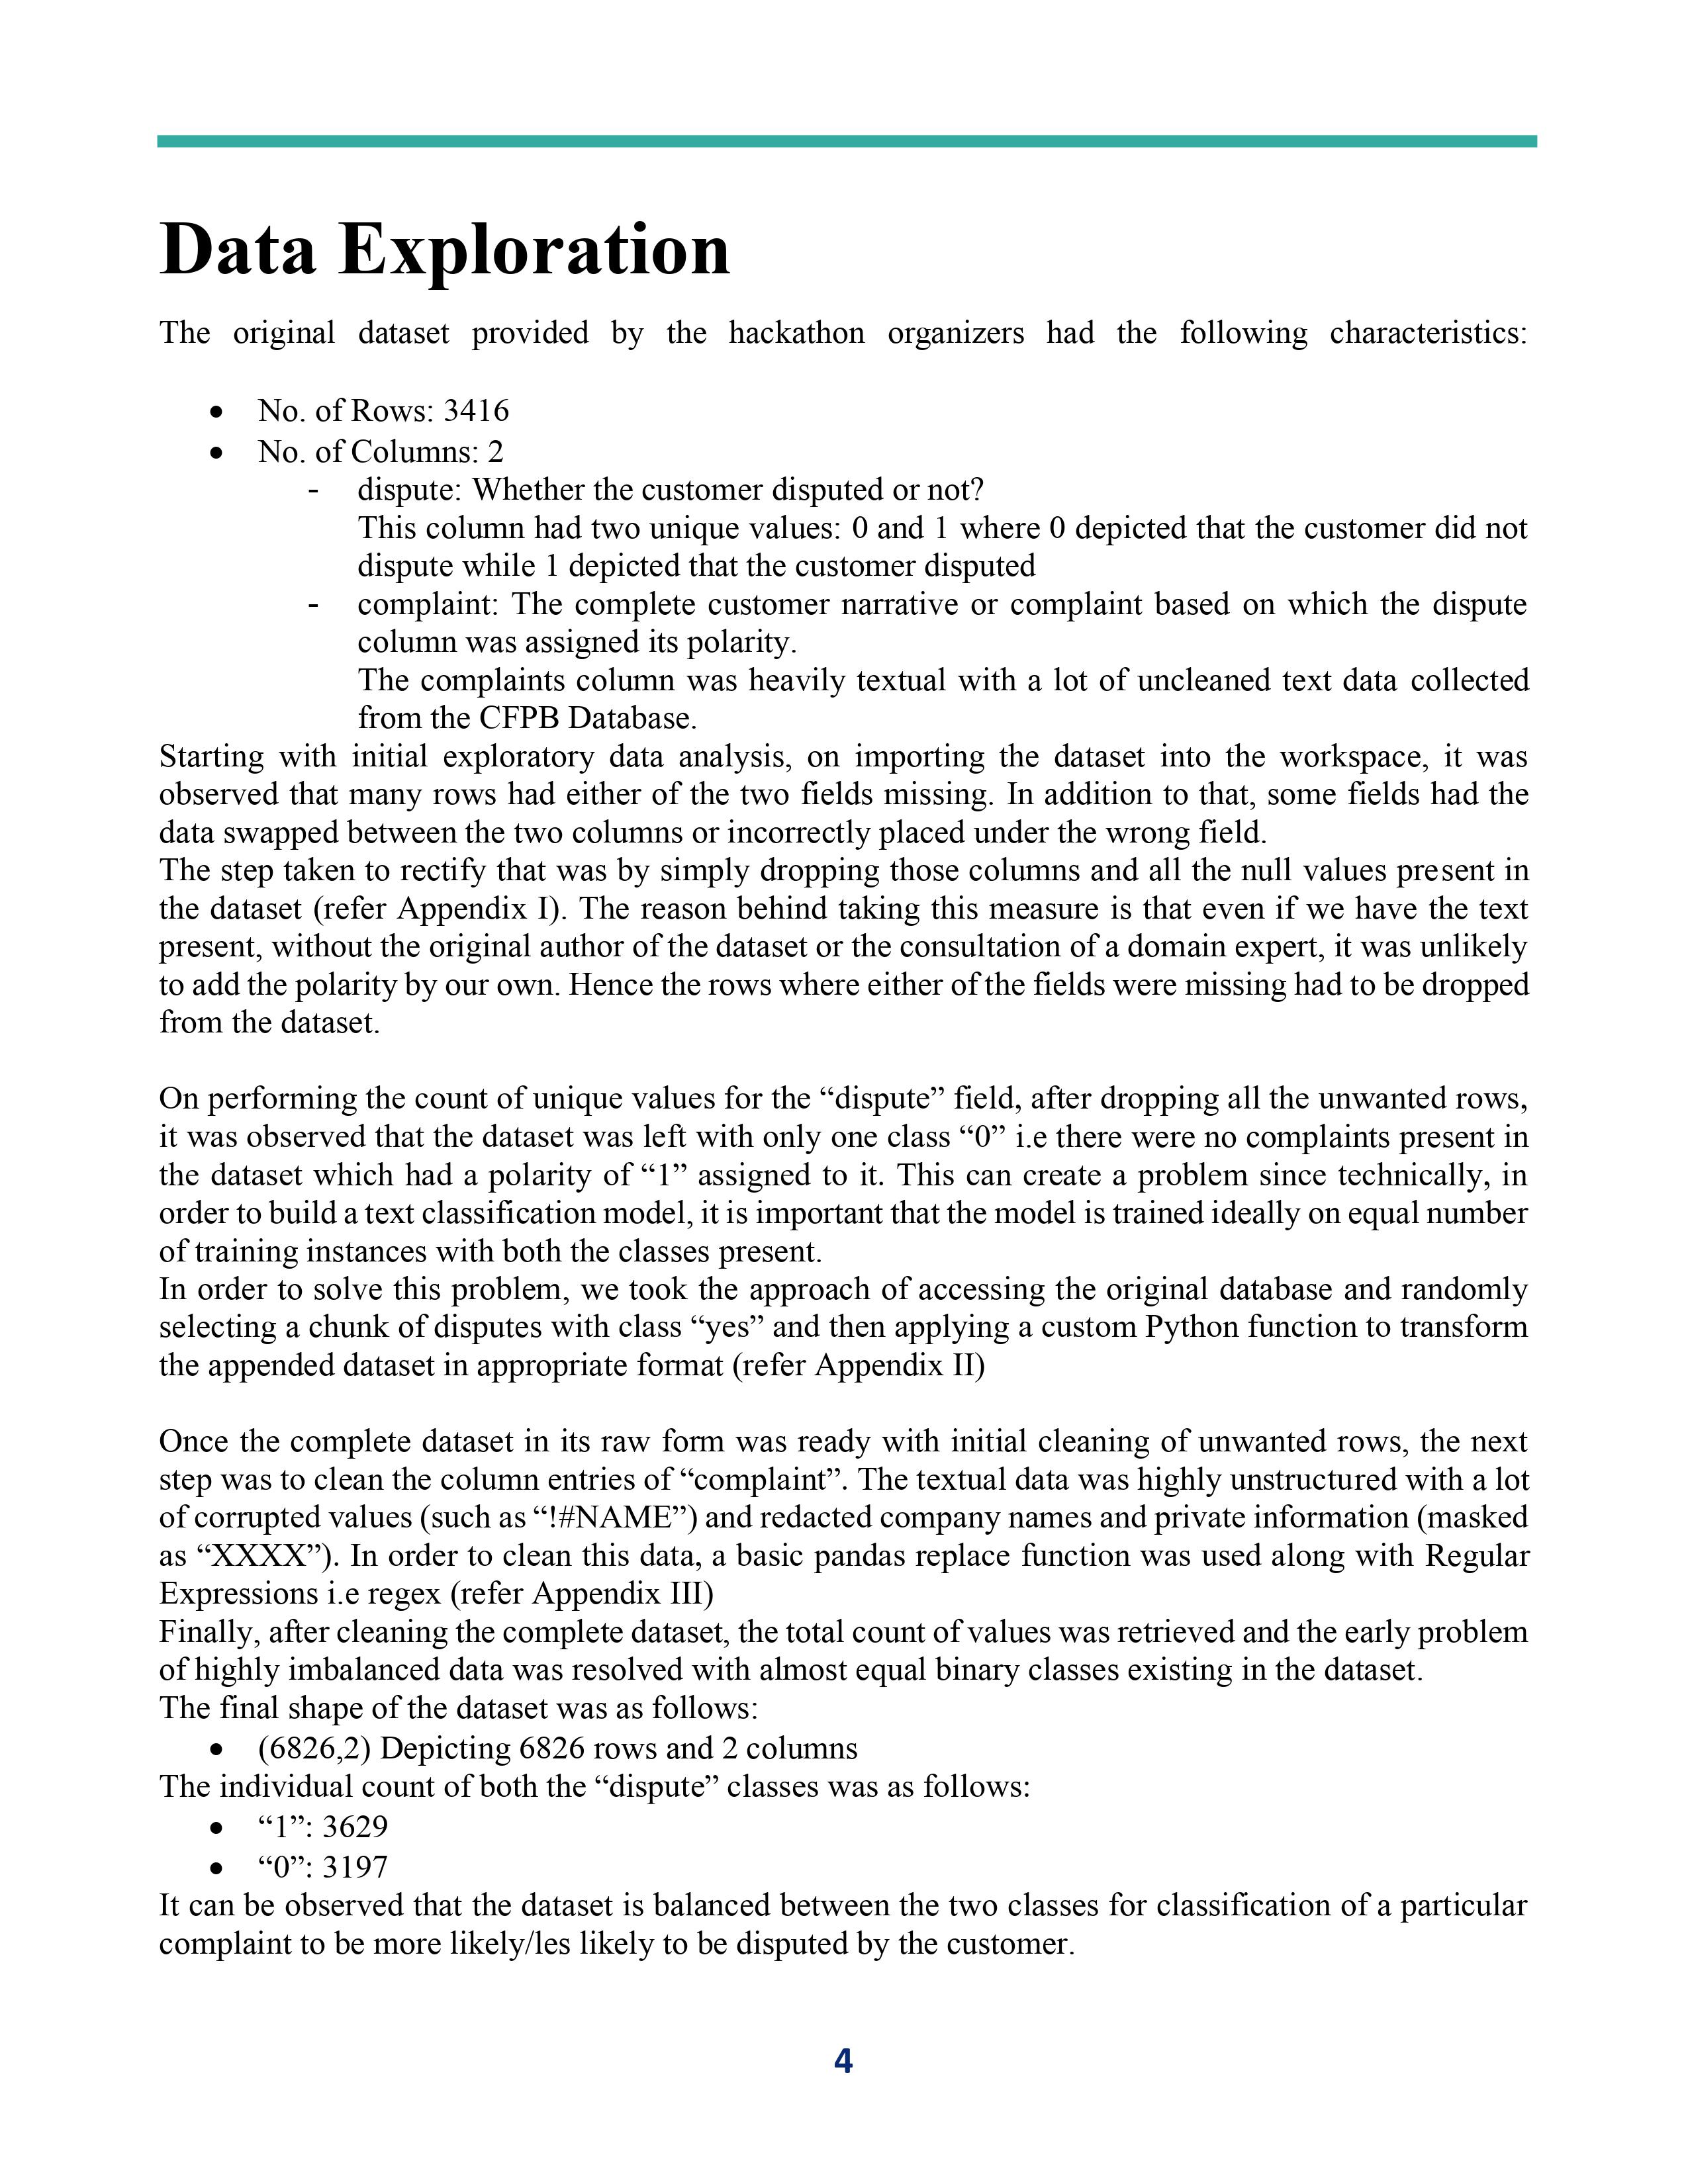 Data Exploration
The original dataset provided by the hackathon organizers had the following characteristics:
• No. of Rows: 3416
• No. of Columns: 2
- dispute: Whether the customer disputed or not?
This column had two unique values: 0 and 1 where 0 depicted that the customer did not
dispute while 1 depicted that the customer disputed
- complaint: The complete customer narrative or complaint based on which the dispute
column was assigned its polarity.
The complaints column was heavily textual with a lot of uncleaned text data collected
from the CFPB Database.
Starting with initial exploratory data analysis, on importing the dataset into the workspace, it was
observed that many rows had either of the two fields missing. In addition to that, some fields had the
data swapped between the two columns or incorrectly placed under the wrong field.
The step taken to rectify that was by simply dropping those columns and all the null values present in
the dataset (refer Appendix I). The reason behind taking this measure is that even if we have the text
present, without the original author of the dataset or the consultation of a domain expert, it was unlikely
to add the polarity by our own. Hence the rows where either of the fields were missing had to be dropped
from the dataset.
On performing the count of unique values for the “dispute” field, after dropping all the unwanted rows,
it was observed that the dataset was left with only one class “0” i.e there were no complaints present in
the dataset which had a polarity of “1” assigned to it. This can create a problem since technically, in
order to build a text classification model, it is important that the model is trained ideally on equal number
of training instances with both the classes present.
In order to solve this problem, we took the approach of accessing the original database and randomly
selecting a chunk of disputes with class “yes” and then applying a custom Python function to transform
the appended dataset in appropriate format (refer Appendix II)
Once the complete dataset in its raw form was ready with initial cleaning of unwanted rows, the next
step was to clean the column entries of “complaint”. The textual data was highly unstructured with a lot
of corrupted values (such as “!#NAME”) and redacted company names and private information (masked
as “XXXX”). In order to clean this data, a basic pandas replace function was used along with Regular
Expressions i.e regex (refer Appendix III)
Finally, after cleaning the complete dataset, the total count of values was retrieved and the early problem
of highly imbalanced data was resolved with almost equal binary classes existing in the dataset.
The final shape of the dataset was as follows:
• (6826,2) Depicting 6826 rows and 2 columns
The individual count of both the “dispute” classes was as follows:
• “1”: 3629
• “0”: 3197
It can be observed that the dataset is balanced between the two classes for classification of a particular
complaint to be more likely/les likely to be disputed by the customer.
4